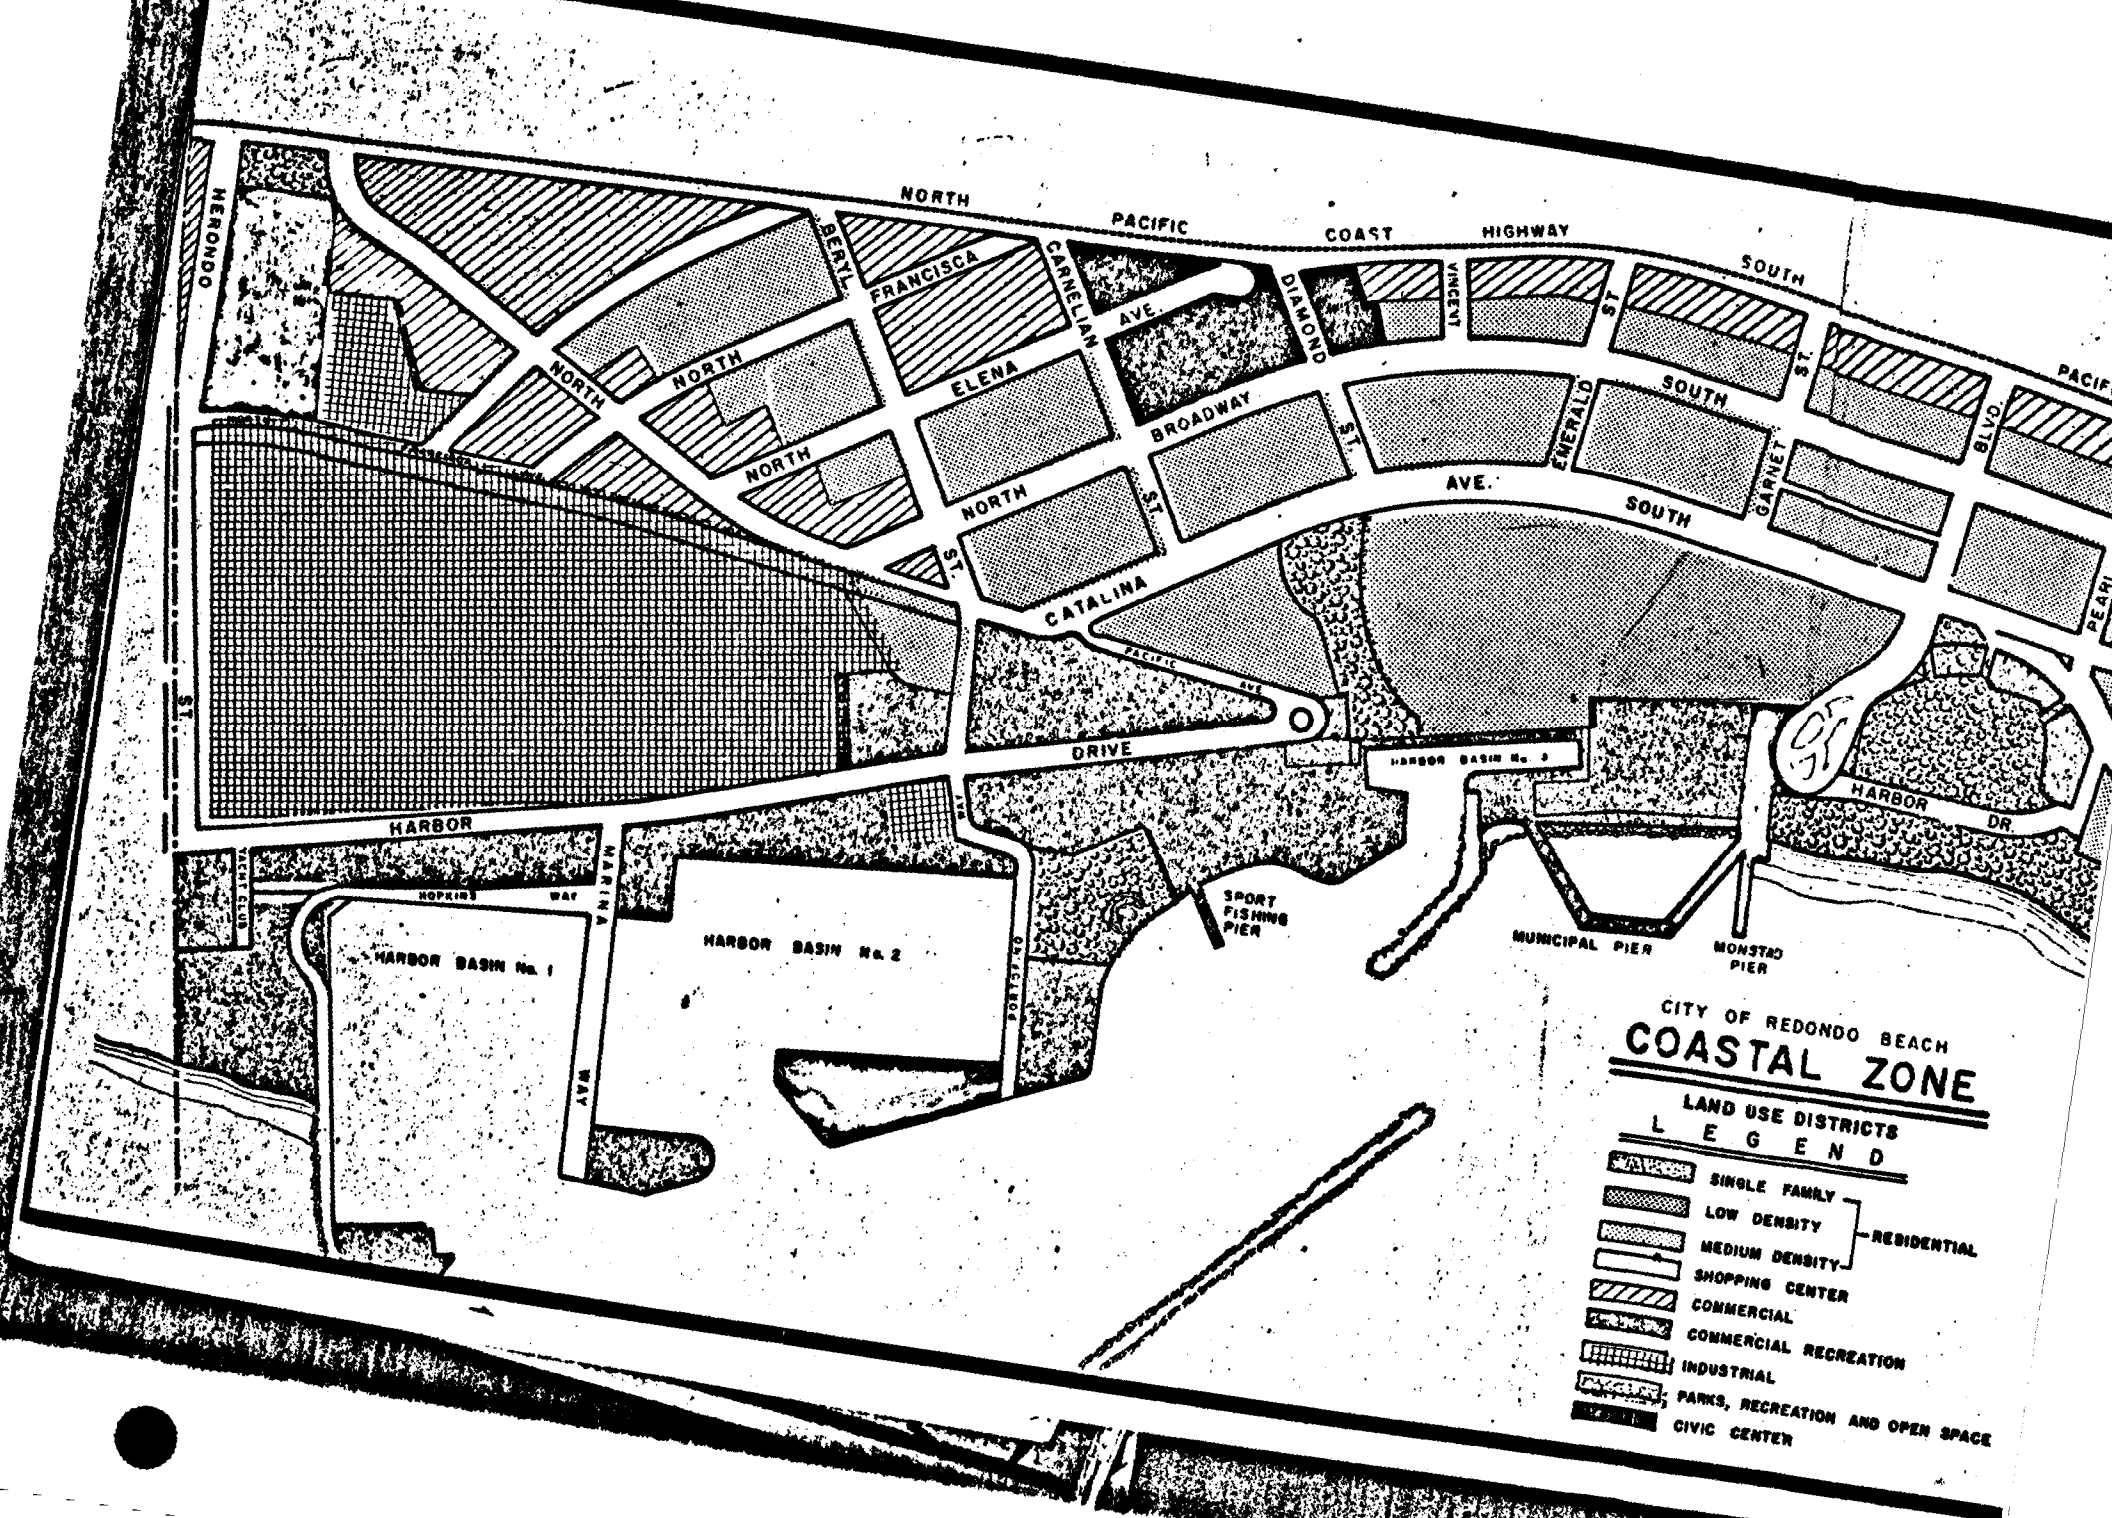 NORTH PACIFIC COAST HIGHWAY SOUTH
HERONDO
ST.
BERYL
ST.
FRANCISCA
AVE.
CARNELIAN
ST.
DIAMOND
ST.
VINCENT
ST
EMERALD
ST.
GARNET
BLVD.
NORTH
NORTH
NORTH
ELENA
NORTH
BROADWAY
SOUTH
CATALINA
AVE.
SOUTH
PACIFIC
AVE
HARBOR
DRIVE
HARBOR
DR.
MARINA
WAY
HOPKINS WAY
HARBOR BASIN No. 1
HARBOR BASIN No. 2
HARBOR BASIN No. 3
SPORT
FISHING
PIER
MUNICIPAL PIER
MONSTAD
PIER
CITY OF REDONDO BEACH
COASTAL ZONE
LAND USE DISTRICTS
LEGEND
SINGLE FAMILY
LOW DENSITY
RESIDENTIAL
MEDIUM DENSITY
SHOPPING CENTER
COMMERCIAL
COMMERCIAL RECREATION
INDUSTRIAL
PARKS, RECREATION AND OPEN SPACE
CIVIC CENTER